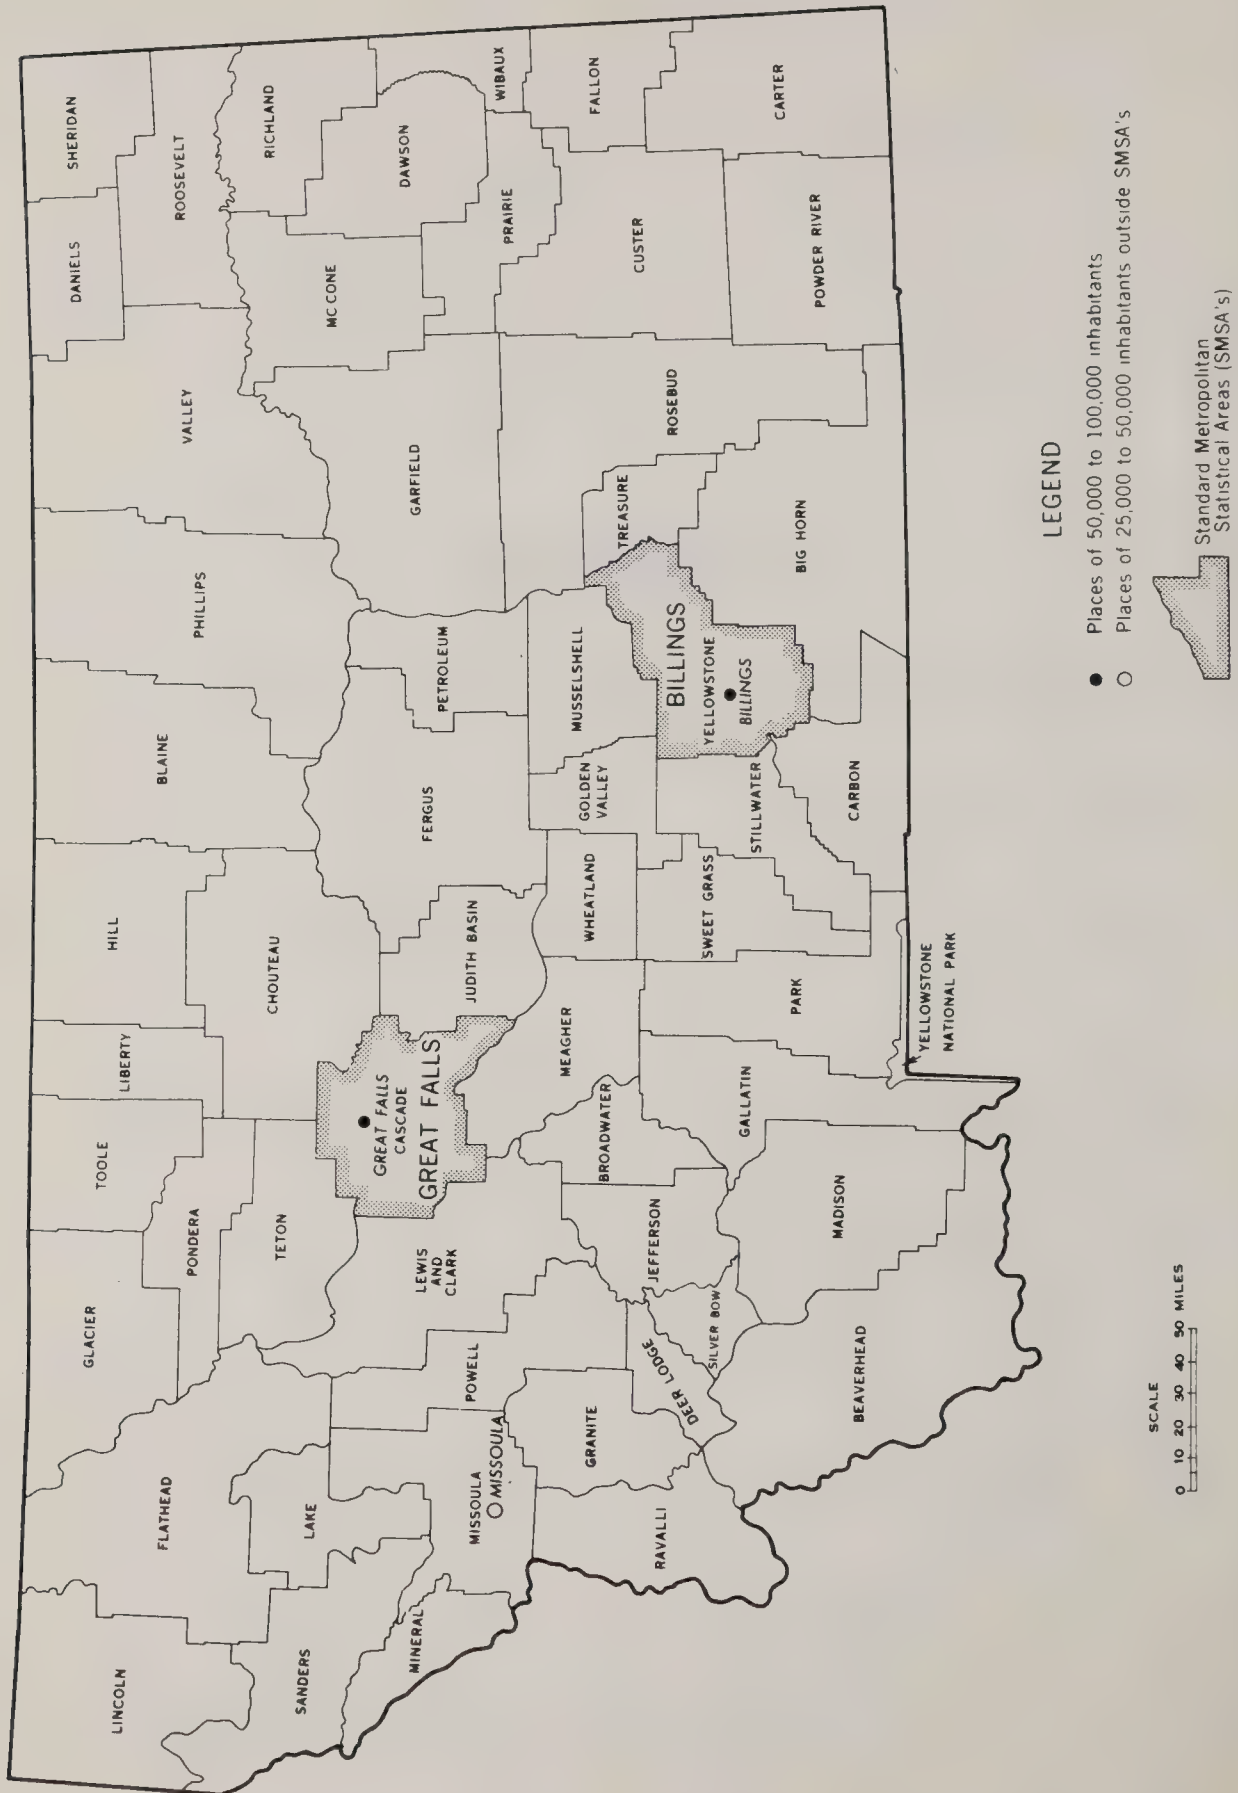 LINCOLN
FLATHEAD
GLACIER
TOOLE
LIBERTY
HILL
BLAINE
PHILLIPS
VALLEY
DANIELS
SHERIDAN
ROOSEVELT
SANDERS
LAKE
PONDERA
TETON
CHOUTEAU
RICHLAND
MC CONE
DAWSON
GARFIELD
MINERAL
MISSOULA
MISSOULA
POWELL
LEWIS
AND
CLARK
GREAT FALLS
CASCADE
GREAT FALLS
JUDITH BASIN
FERGUS
PETROLEUM
PRAIRIE
WIBAUX
FALLON
CUSTER
ROSEBUD
TREASURE
MUSSELSHELL
GOLDEN
VALLEY
WHEATLAND
MEAGHER
BROADWATER
JEFFERSON
GRANITE
RAVALLI
DEER LODGE
SILVER BOW
BILLINGS
YELLOWSTONE
BILLINGS
STILLWATER
SWEET GRASS
PARK
GALLATIN
MADISON
BEAVERHEAD
CARBON
BIG HORN
POWDER RIVER
CARTER
YELLOWSTONE
NATIONAL PARK
SCALE
0 10 20 30 40 50 MILES
LEGEND
Places of 50,000 to 100,000 inhabitants
Places of 25,000 to 50,000 inhabitants outside SMSA's
Standard Metropolitan
Statistical Areas (SMSA's)